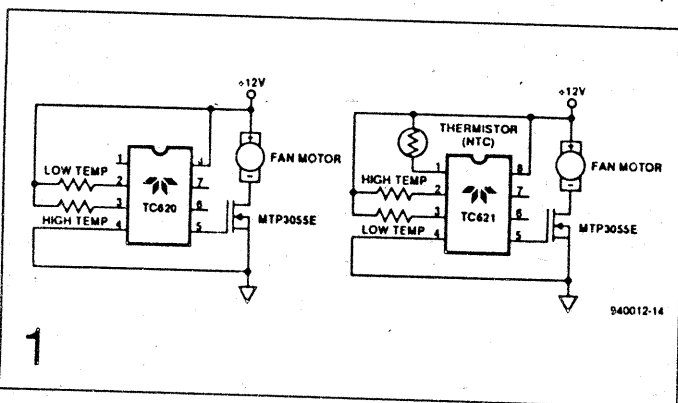 +12V
1
LOW TEMP
2
7
FAN MOTOR
TC620
3
6
HIGH TEMP
4
5
MTP3055E
+12V
THERMISTOR
(NTC)
1
8
HIGH TEMP
2
7
FAN MOTOR
TC621
3
6
LOW TEMP
4
5
MTP3055E
940012-14
1